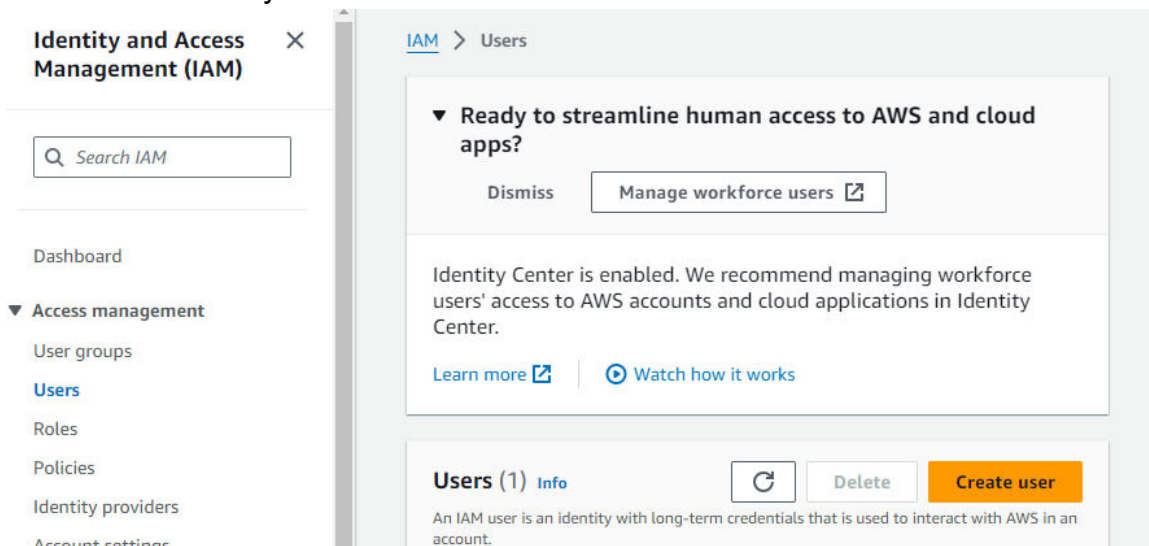 Identity and Access
Management (IAM)
Search IAM
Dashboard
Access management
User groups
Users
Roles
Policies
Identity providers
Account settings
IAM > Users
Ready to streamline human access to AWS and cloud
apps?
Dismiss
Manage workforce users
Identity Center is enabled. We recommend managing workforce
users' access to AWS accounts and cloud applications in Identity
Center.
Learn more
Watch how it works
Users (1) Info
Delete
Create user
An IAM user is an identity with long-term credentials that is used to interact with AWS in an
account.